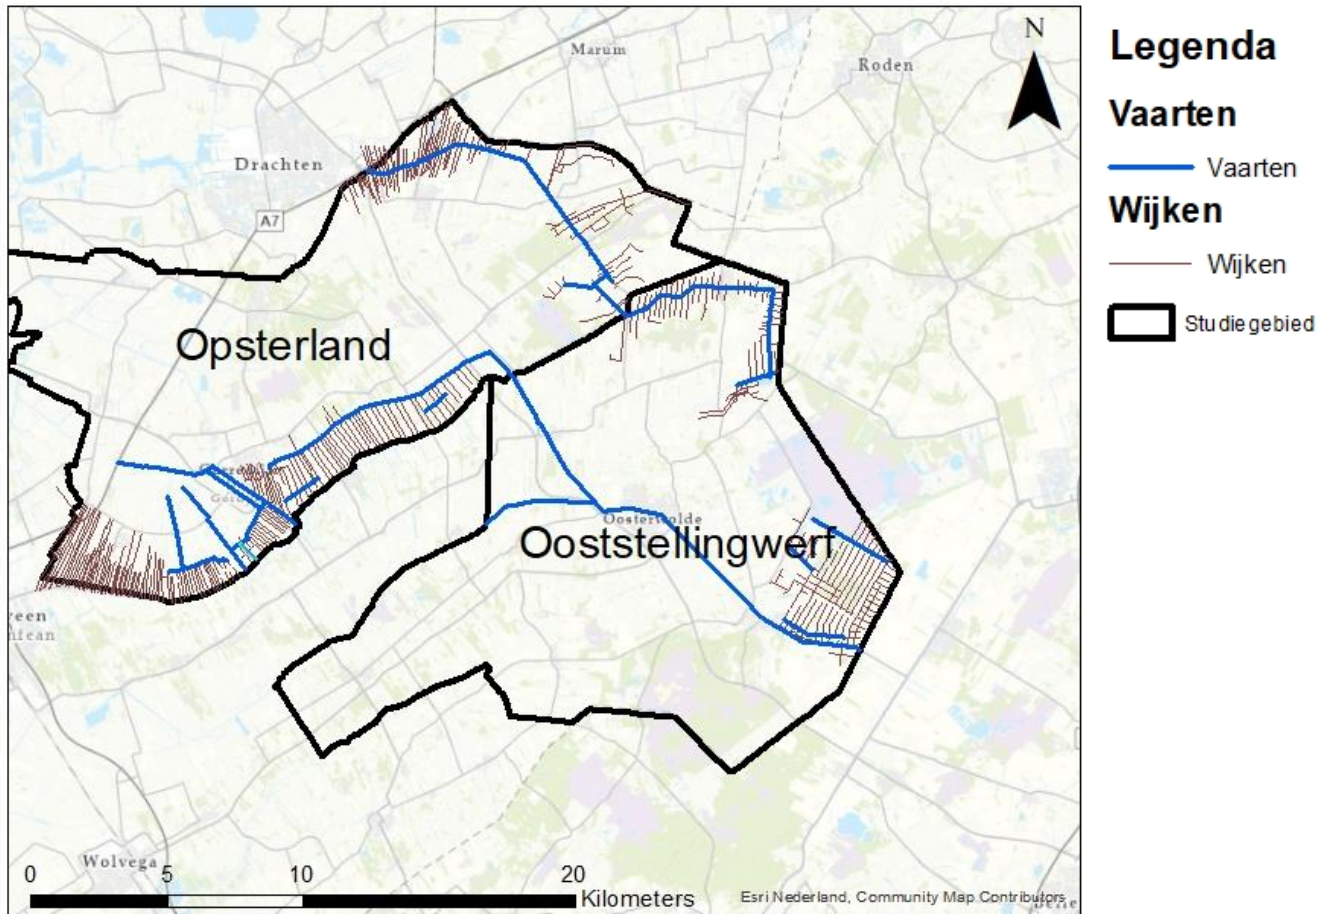 Marum
Roden
Drachten
A7
Opsterland
Oosterwolde
Ooststellingwerf
Wolvega
0
5
10
20
Kilometers
Esri Nederland, Community Map Contributors
N
Legenda
Vaarten
Vaarten
Wijken
Wijken
Studiegebied